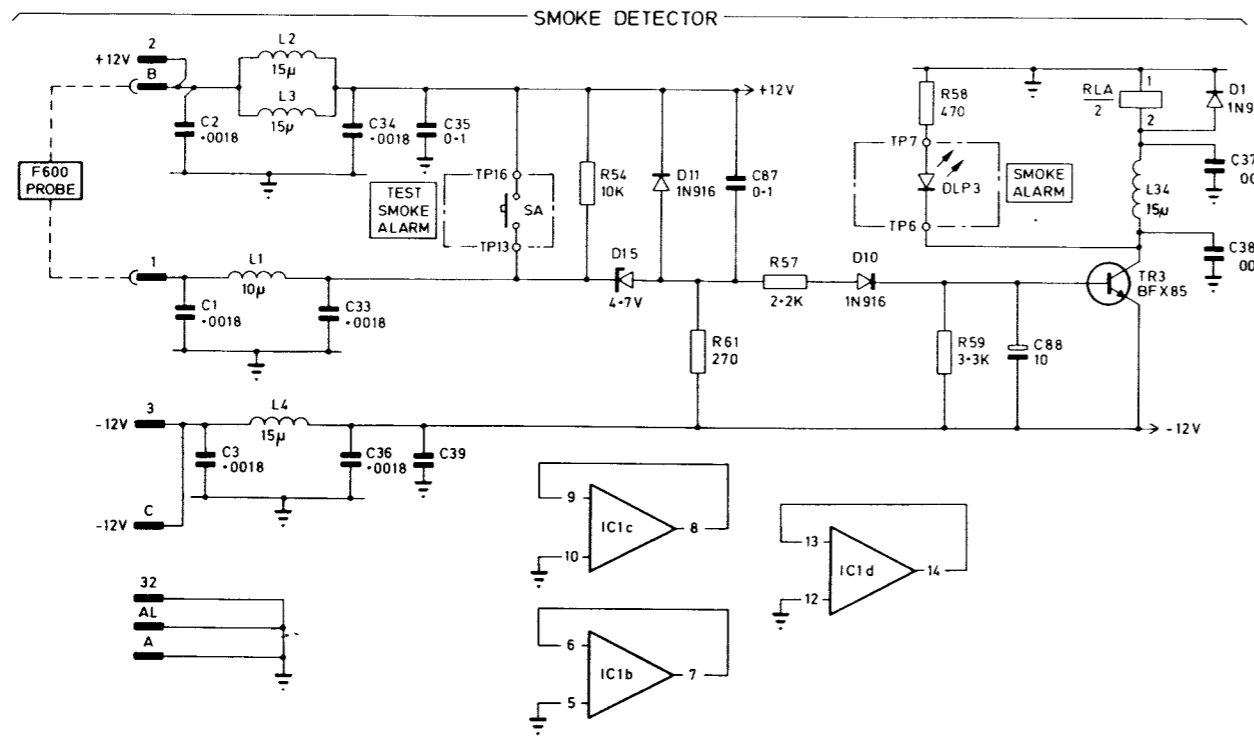 SMOKE DETECTOR
2
+12V
B
L2
15µ
L3
15µ
C2
·0018
C34
·0018
C35
0·1
+12V
F600
PROBE
TEST
SMOKE
ALARM
TP16
SA
TP13
R54
10K
D11
1N916
C87
0·1
R58
470
TP7
DLP3
TP6
SMOKE
ALARM
RLA
2
1
2
D1
1N9
C37
L34
15µ
C38
TR3
BFX85
1
L1
10µ
C1
·0018
C33
·0018
D15
4·7V
R57
2·2K
D10
1N916
R61
270
R59
3·3K
C88
10
3
-12V
L4
15µ
C3
·0018
C36
·0018
C39
-12V
C
-12V
32
AL
A
9
10
IC1c
8
13
12
IC1d
14
6
5
IC1b
7